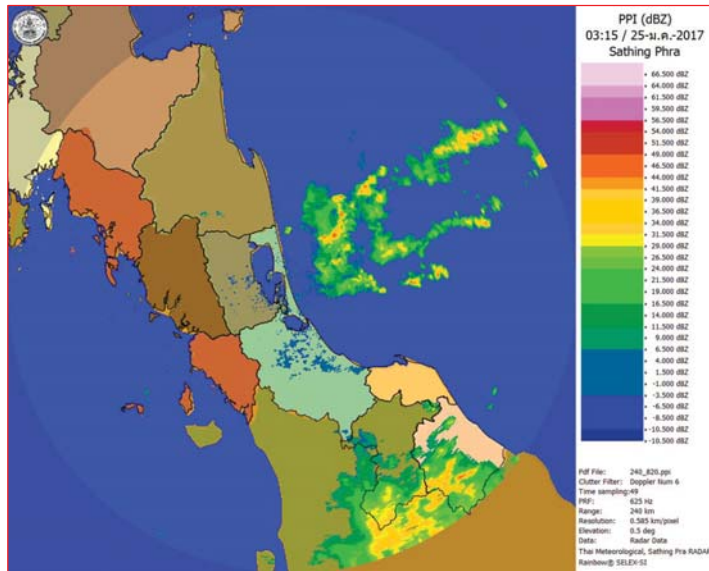 PPI (dBZ)
03:15 / 25-ม.ค.-2017
Sathing Phra
66.500 dBZ
64.000 dBZ
61.500 dBZ
59.500 dBZ
56.500 dBZ
54.000 dBZ
51.500 dBZ
49.000 dBZ
46.500 dBZ
44.000 dBZ
41.500 dBZ
39.000 dBZ
36.500 dBZ
34.000 dBZ
31.500 dBZ
29.000 dBZ
26.500 dBZ
24.000 dBZ
21.500 dBZ
19.000 dBZ
16.500 dBZ
14.000 dBZ
11.500 dBZ
9.000 dBZ
6.500 dBZ
4.000 dBZ
1.500 dBZ
-1.000 dBZ
-3.500 dBZ
-6.500 dBZ
-8.500 dBZ
-10.500 dBZ
-10.500 dBZ
Pdf File: 240_820.ppi
Clutter Filter: Doppler Num 6
Time sampling:49
PRF: 625 Hz
Range: 240 km
Resolution: 0.585 km/pixel
Elevation: 0.5 deg
Data: Radar Data
Thai Meteorological, Sathing Pra RADAR
Rainbow® SELEX-SI